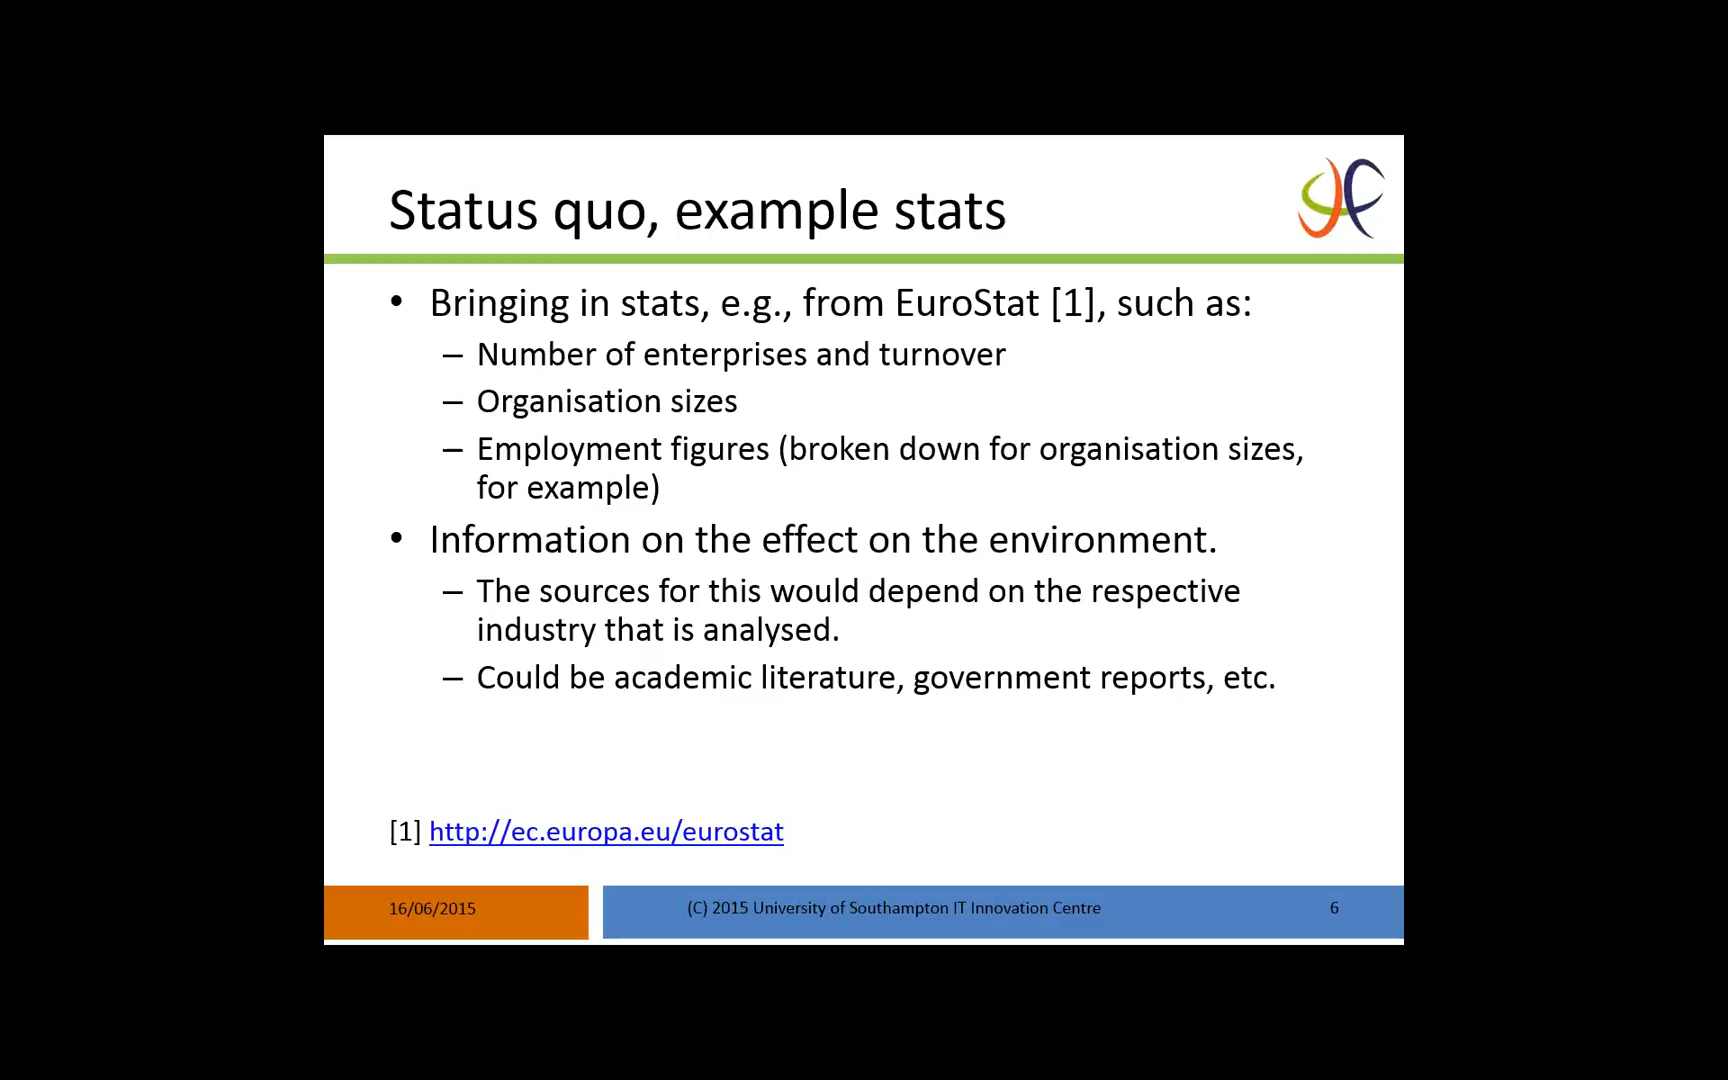 Status quo, example stats
• Bringing in stats, e.g., from EuroStat [1], such as:
– Number of enterprises and turnover
– Organisation sizes
– Employment figures (broken down for organisation sizes,
for example)
• Information on the effect on the environment.
– The sources for this would depend on the respective
industry that is analysed.
– Could be academic literature, government reports, etc.
[1] http://ec.europa.eu/eurostat
16/06/2015
(C) 2015 University of Southampton IT Innovation Centre
6